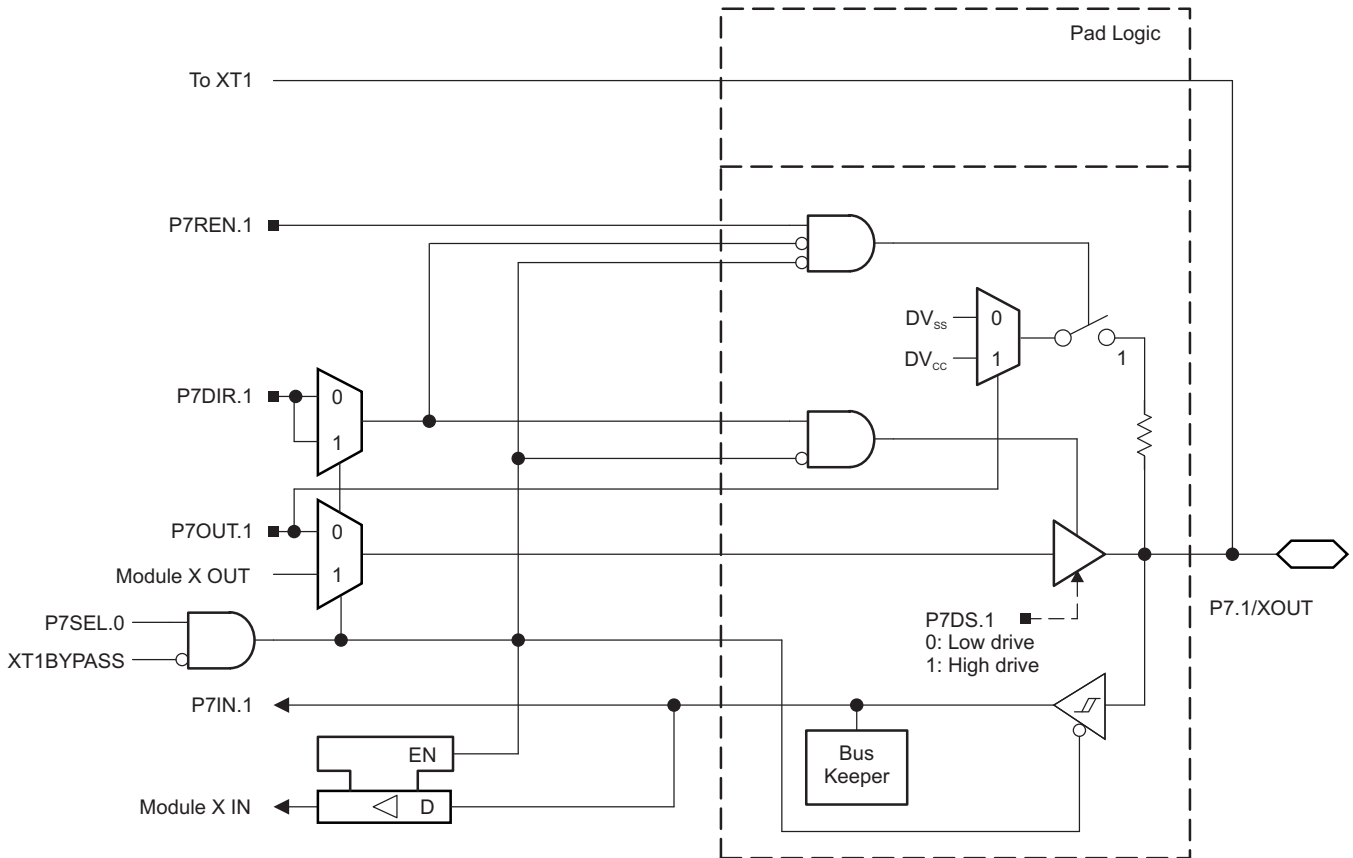 Pad Logic
To XT1
P7REN.1
DVSS
0
DVCC
1
1
P7DIR.1
0
1
P7OUT.1
0
Module X OUT
1
P7.1/XOUT
P7SEL.0
XT1BYPASS
P7DS.1
0: Low drive
1: High drive
P7IN.1
EN
Bus
Keeper
Module X IN
D